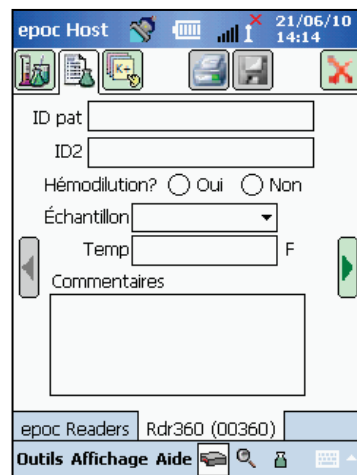 epoc Host 21/06/10
14:14
K+
ID pat
ID2
Hémodilution? Oui Non
Échantillon
Temp F
Commentaires
epoc Readers Rdr360 (00360)
Outils Affichage Aide